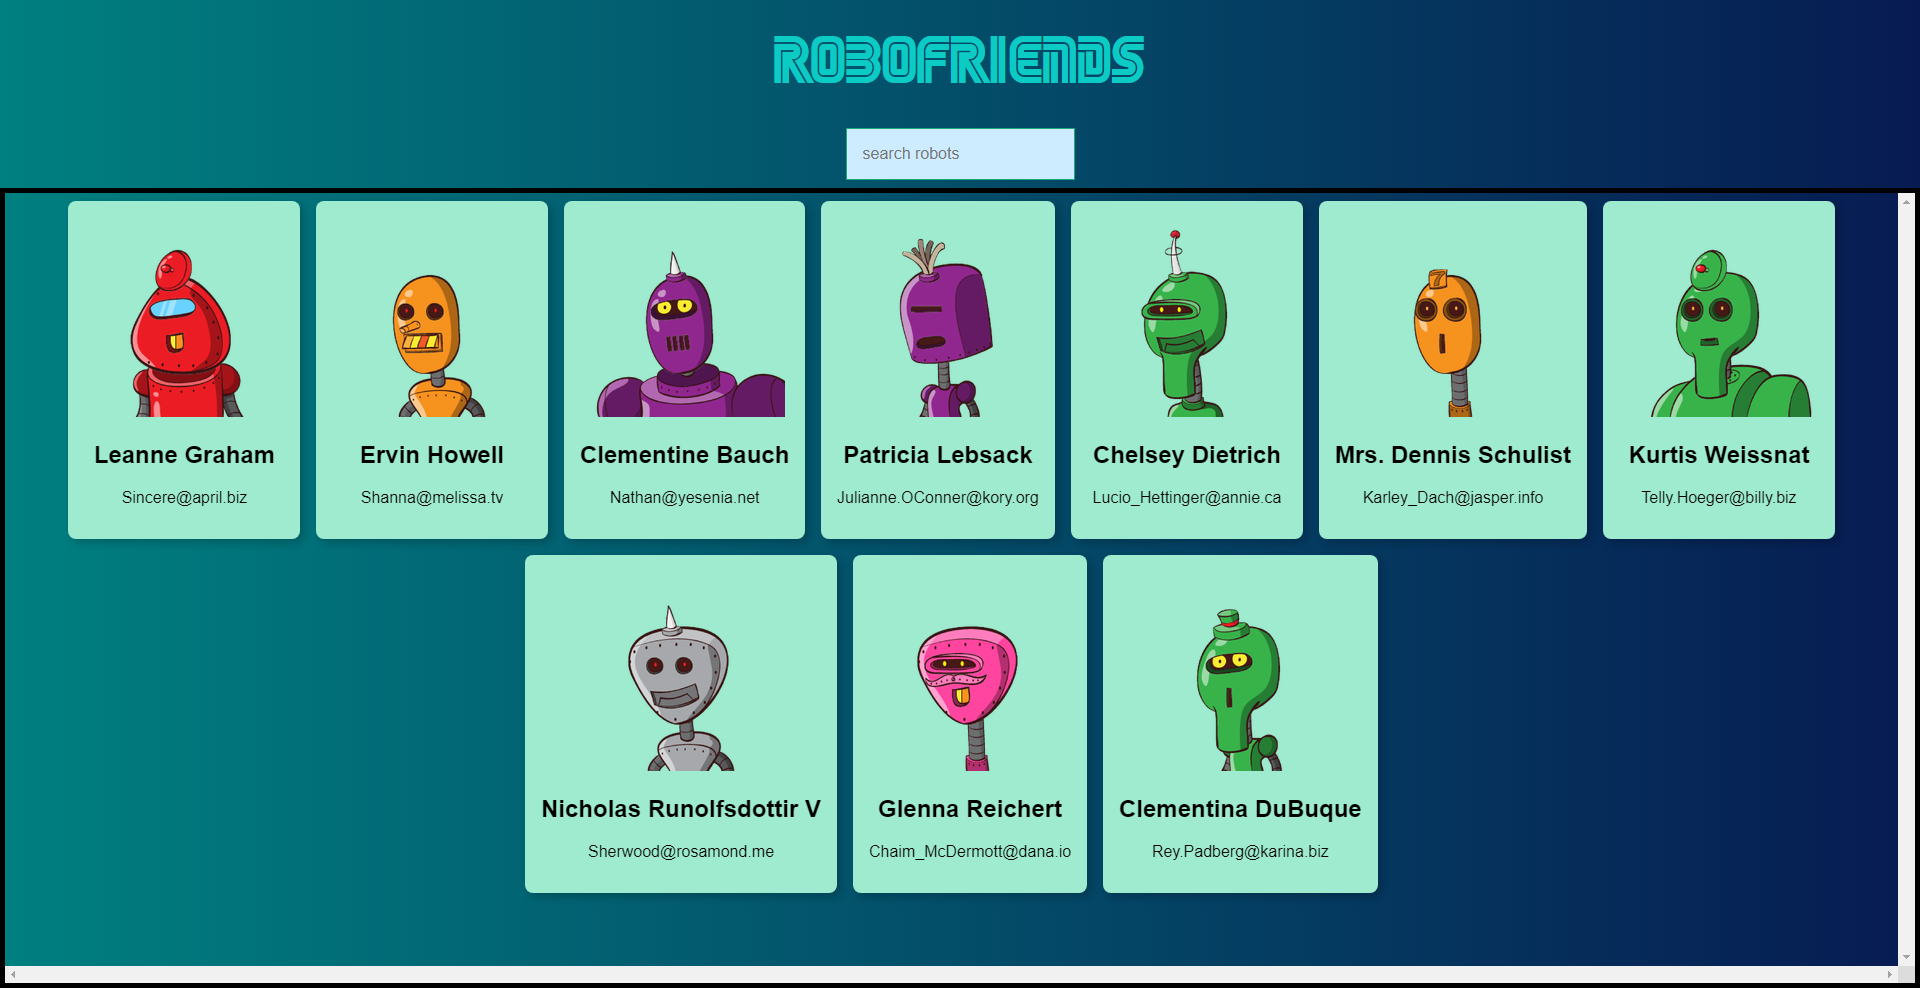 ROBOFRIENDS
search robots
7
Leanne Graham
Sincere@april.biz
Ervin Howell
Shanna@melissa.tv
Clementine Bauch
Nathan@yesenia.net
Patricia Lebsack
Julianne.OConner@kory.org
Chelsey Dietrich
Lucio_Hettinger@annie.ca
Mrs. Dennis Schulist
Karley_Dach@jasper.info
Kurtis Weissnat
Telly.Hoeger@billy.biz
Nicholas Runolfsdottir V
Sherwood@rosamond.me
Glenna Reichert
Chaim_McDermott@dana.io
Clementina DuBuque
Rey.Padberg@karina.biz